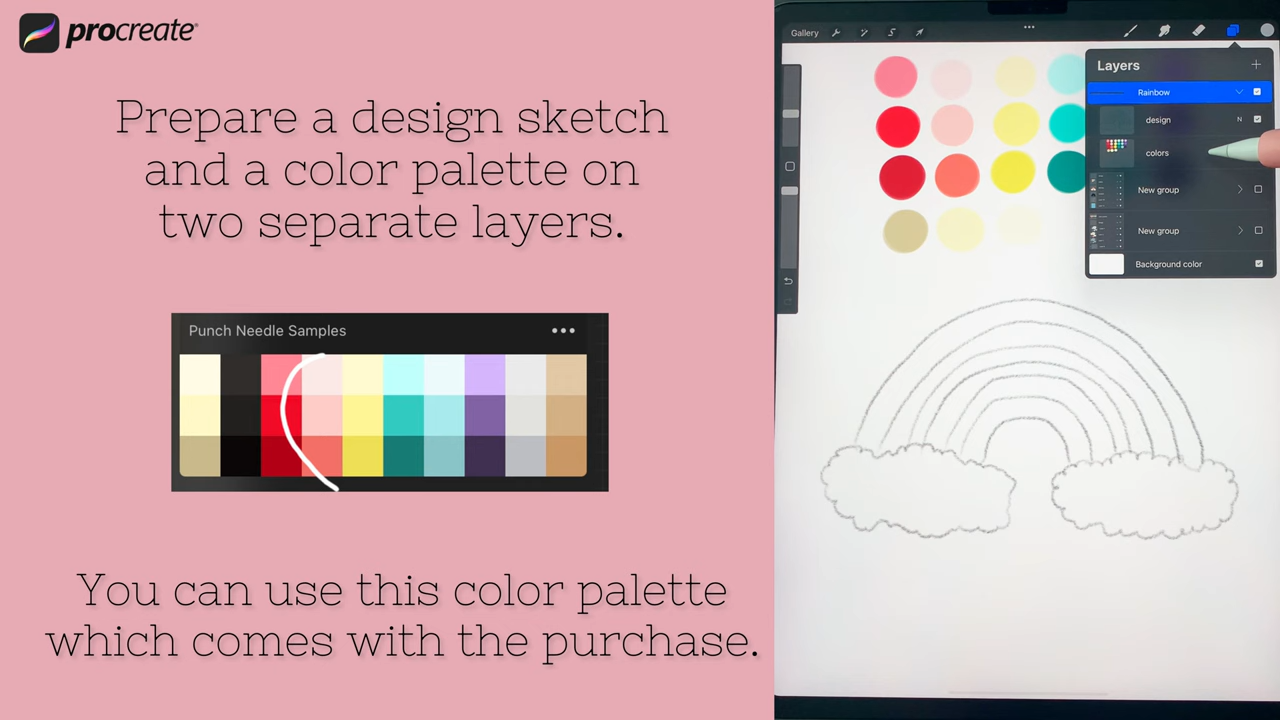 procreate®
Prepare a design sketch
and a color palette on
two separate layers.
Punch Needle Samples
You can use this color palette
which comes with the purchase.
Gallery
Layers
Rainbow
design N
colors
New group
New group
Background color